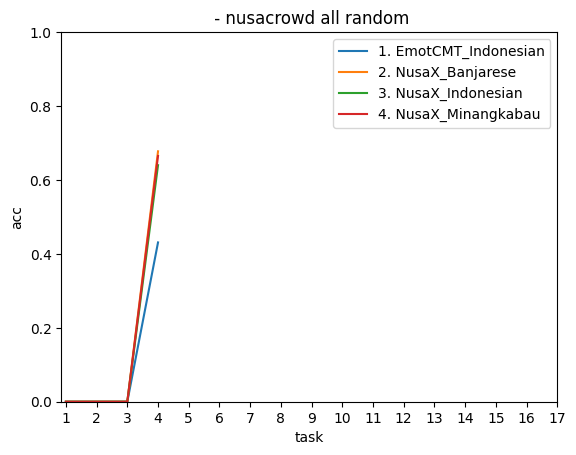 - nusacrowd all random
1. EmotCMT_Indonesian
2. NusaX_Banjarese
3. NusaX_Indonesian
4. NusaX_Minangkabau
1.0
0.8
0.6
0.4
0.2
0.0
acc
1 2 3 4 5 6 7 8 9 10 11 12 13 14 15 16 17
task